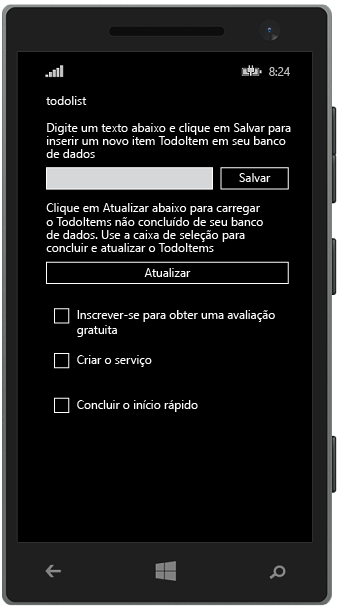 8:24
todolist
Digite um texto abaixo e clique em Salvar para
inserir um novo item TodoItem em seu banco
de dados
Salvar
Clique em Atualizar abaixo para carregar
o TodoItems não concluído de seu banco
de dados. Use a caixa de seleção para
concluir e atualizar o TodoItems
Atualizar
Inscrever-se para obter uma avaliação
gratuita
Criar o serviço
Concluir o início rápido